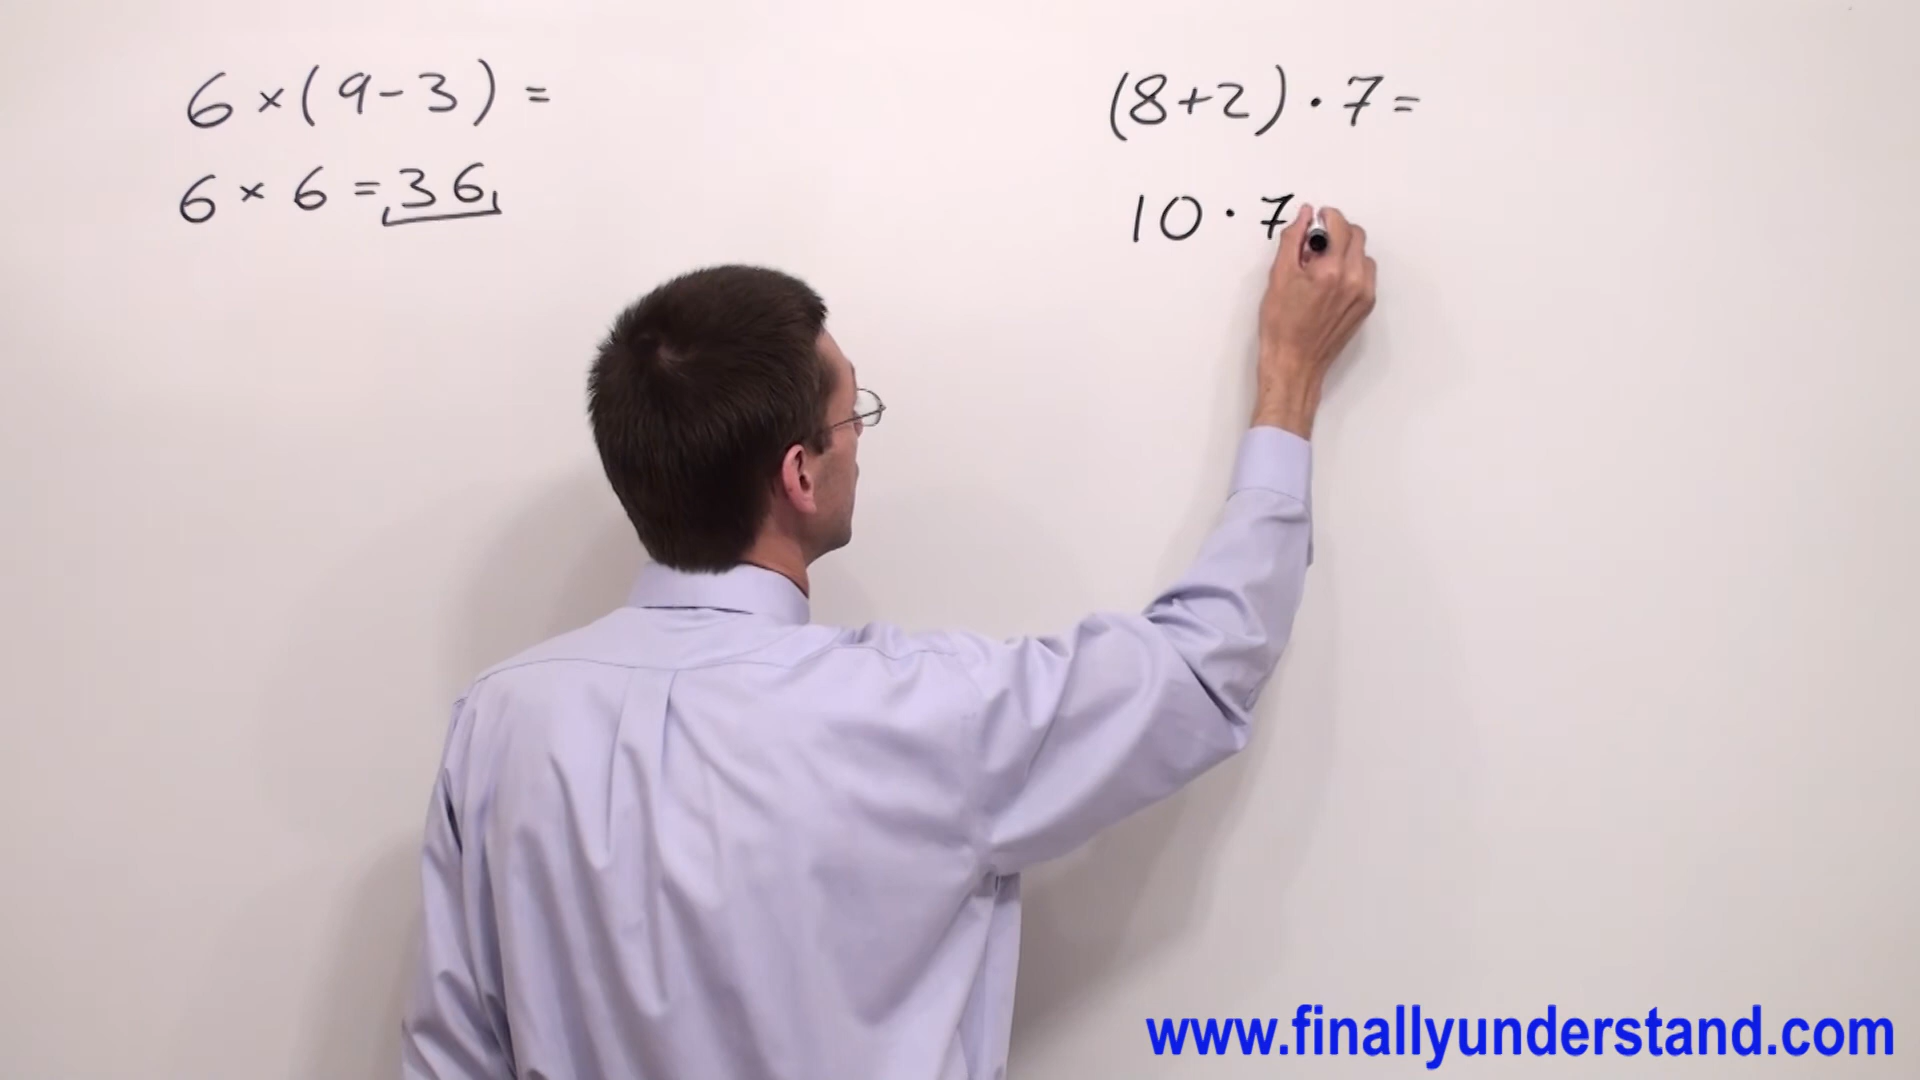 6 × (9 - 3) =
6 × 6 = 36
(8 + 2) · 7 =
10 · 7
www.finallyunderstand.com